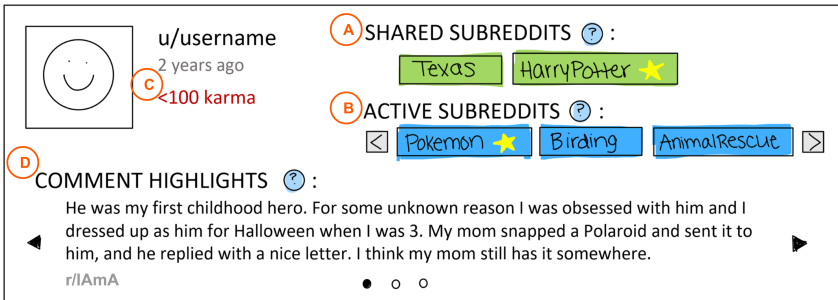 A SHARED SUBREDDITS ? :
u/username
2 years ago
Texas HarryPotter
C <100 karma
B ACTIVE SUBREDDITS ? :
< Pokemon Birding AnimalRescue >
D
COMMENT HIGHLIGHTS ? :
He was my first childhood hero. For some unknown reason I was obsessed with him and I
dressed up as him for Halloween when I was 3. My mom snapped a Polaroid and sent it to
him, and he replied with a nice letter. I think my mom still has it somewhere.
r/IAmA